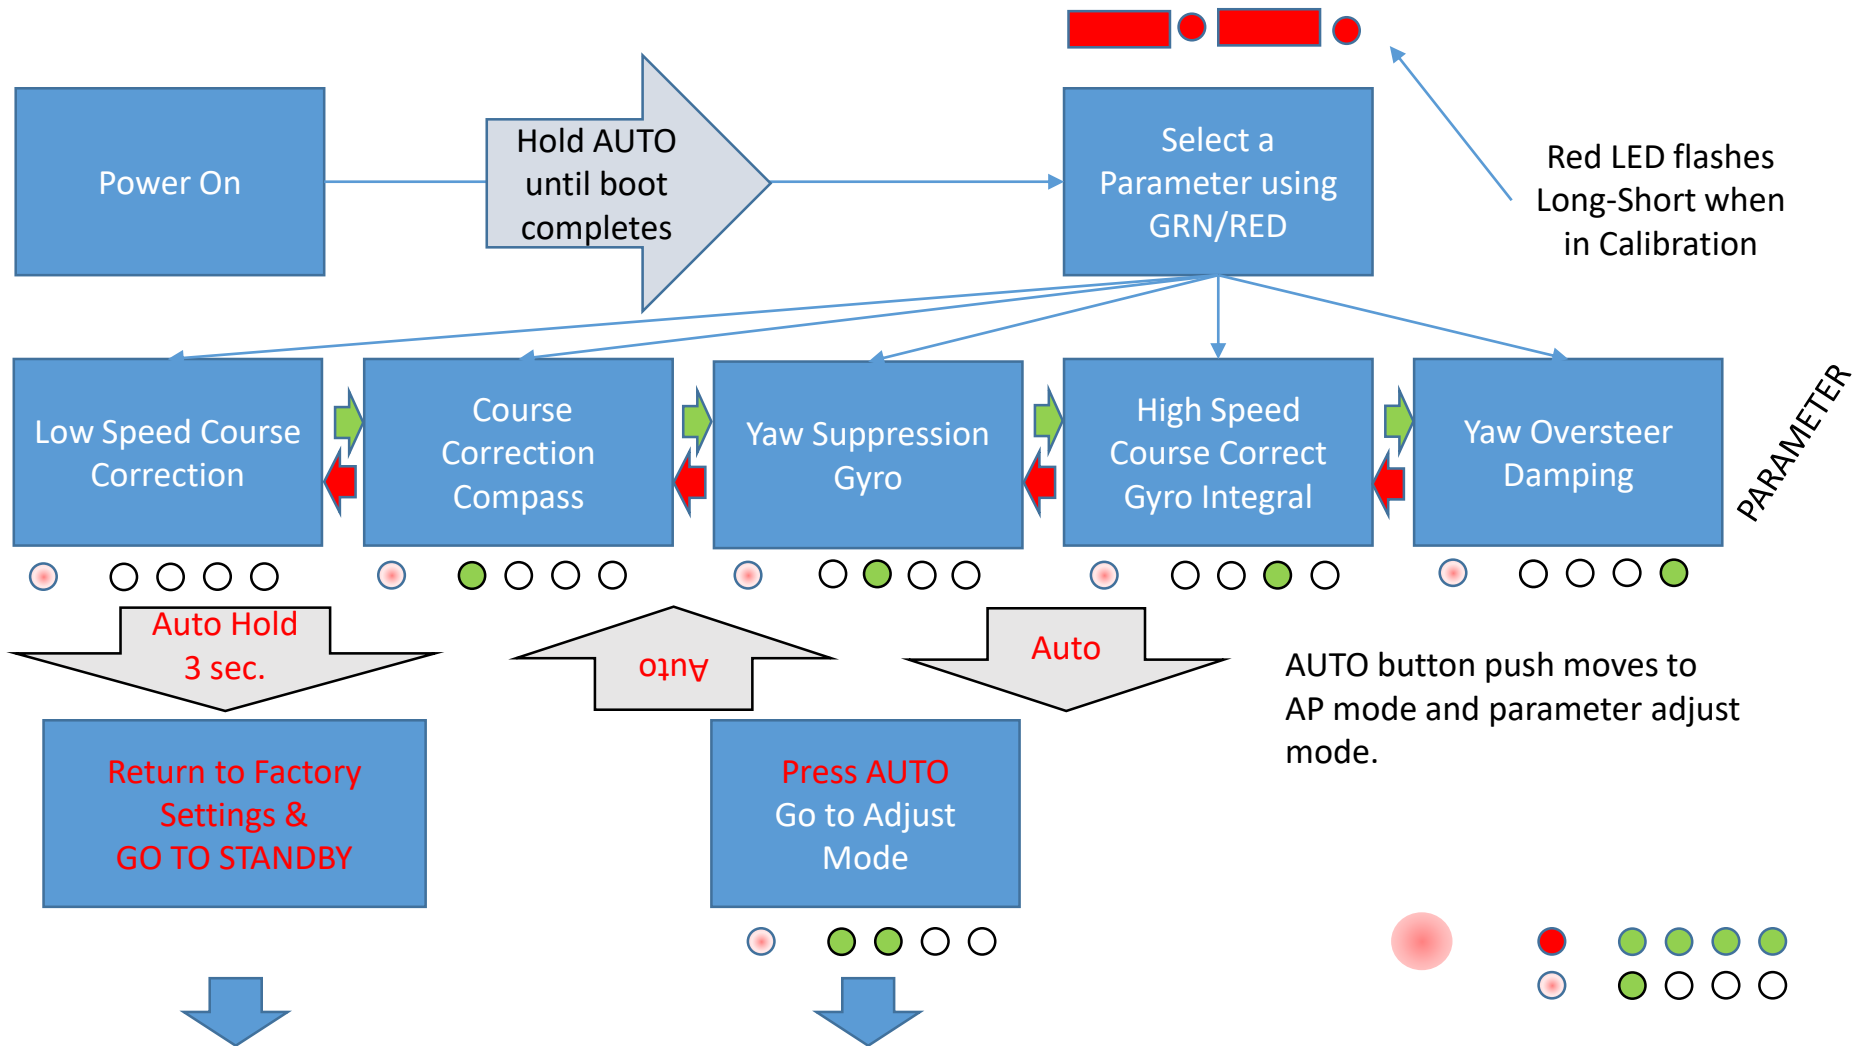 Power On
Hold AUTO
until boot
completes
Select a
Parameter using
GRN/RED
Red LED flashes
Long-Short when
in Calibration
Low Speed Course
Correction
Course
Correction
Compass
Yaw Suppression
Gyro
High Speed
Course Correct
Gyro Integral
Yaw Oversteer
Damping
PARAMETER
Auto Hold
3 sec.
Auto
Auto
AUTO button push moves to
AP mode and parameter adjust
mode.
Return to Factory
Settings &
GO TO STANDBY
Press AUTO
Go to Adjust
Mode